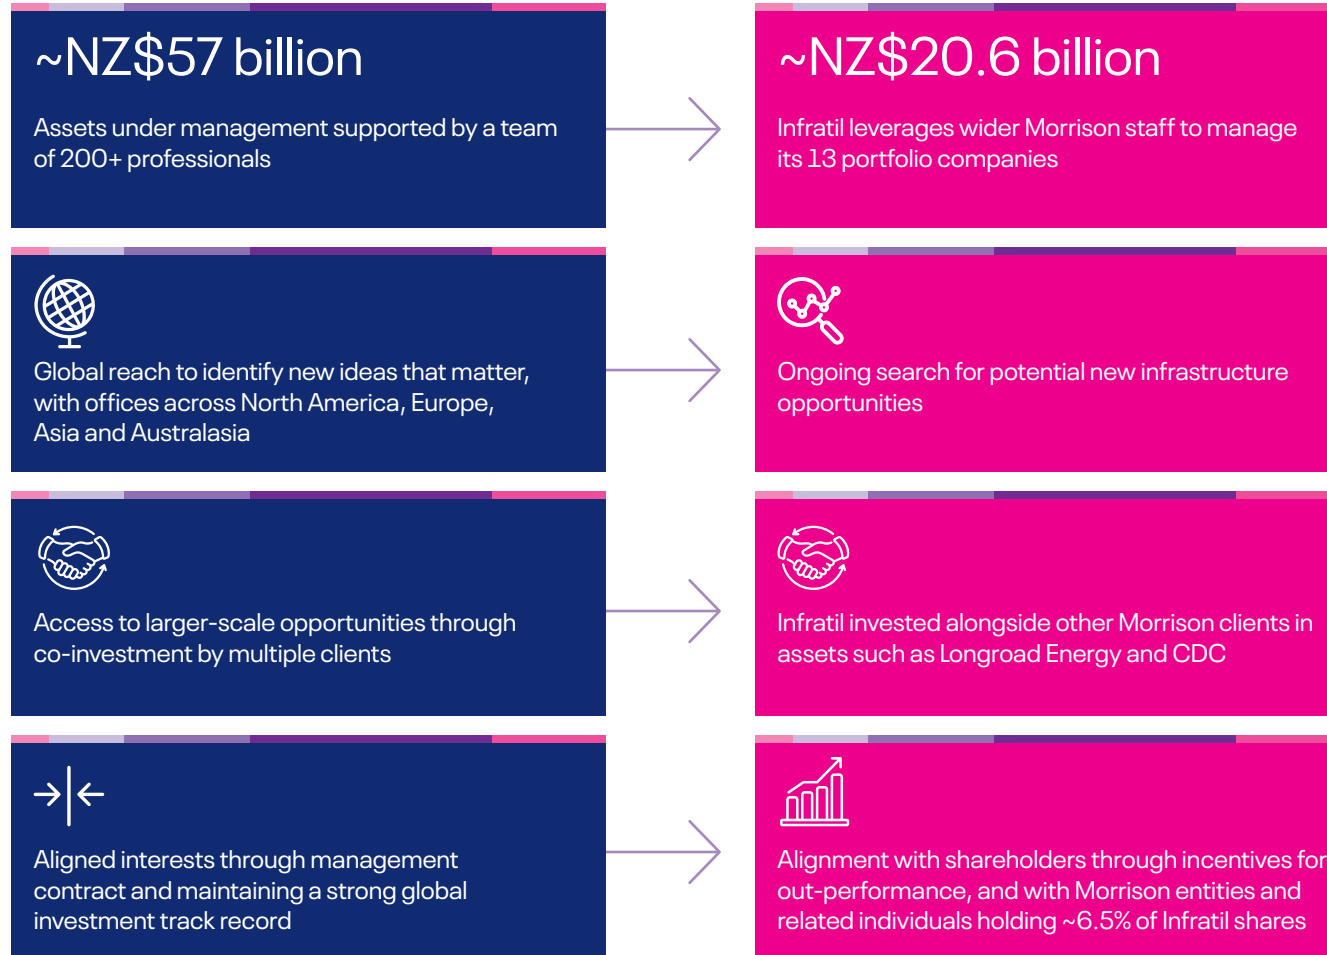 ~NZ$57 billion
Assets under management supported by a team
of 200+ professionals
~NZ$20.6 billion
Infratil leverages wider Morrison staff to manage
its 13 portfolio companies
Global reach to identify new ideas that matter,
with offices across North America, Europe,
Asia and Australasia
Ongoing search for potential new infrastructure
opportunities
Access to larger-scale opportunities through
co-investment by multiple clients
Infratil invested alongside other Morrison clients in
assets such as Longroad Energy and CDC
Aligned interests through management
contract and maintaining a strong global
investment track record
Alignment with shareholders through incentives for
out-performance, and with Morrison entities and
related individuals holding ~6.5% of Infratil shares